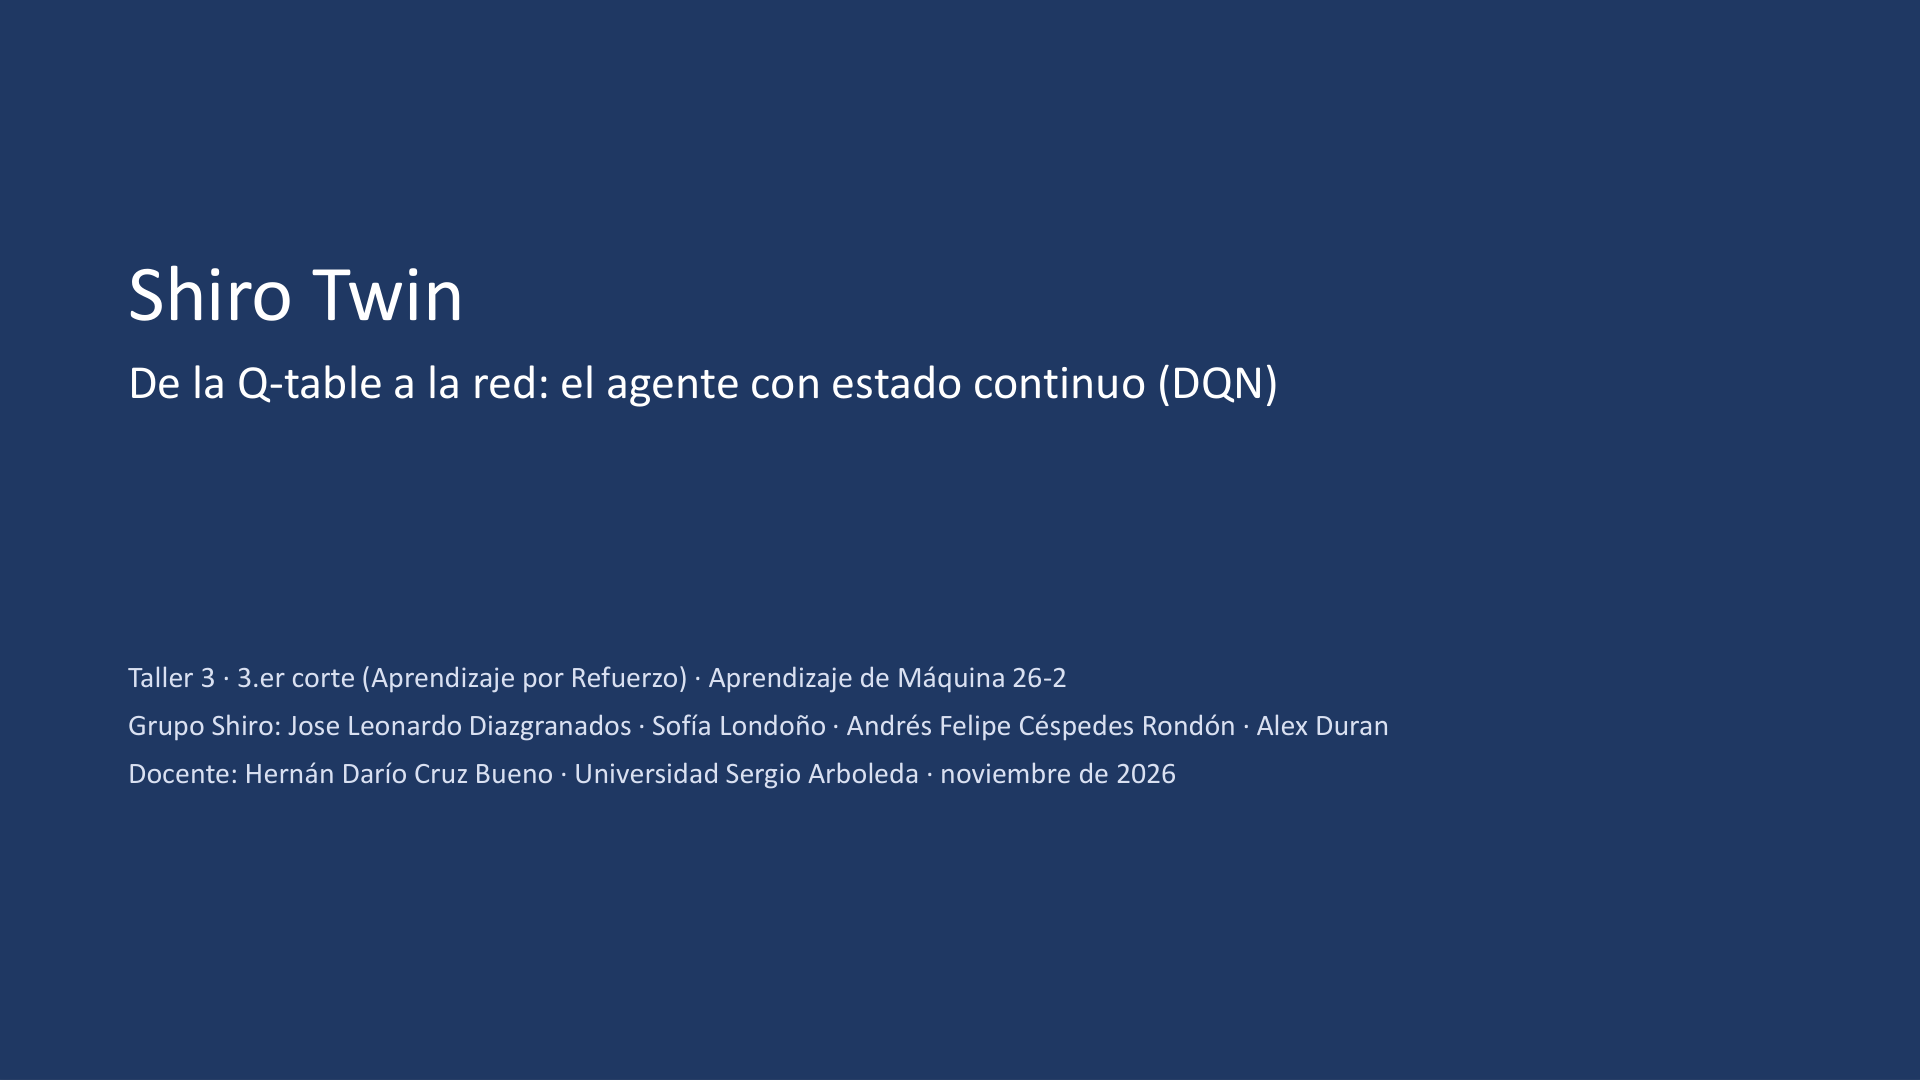 Shiro Twin
De la Q-table a la red: el agente con estado continuo (DQN)
Taller 3 · 3.er corte (Aprendizaje por Refuerzo) · Aprendizaje de Máquina 26-2
Grupo Shiro: Jose Leonardo Diazgranados · Sofía Londoño · Andrés Felipe Céspedes Rondón · Alex Duran
Docente: Hernán Darío Cruz Bueno · Universidad Sergio Arboleda · noviembre de 2026